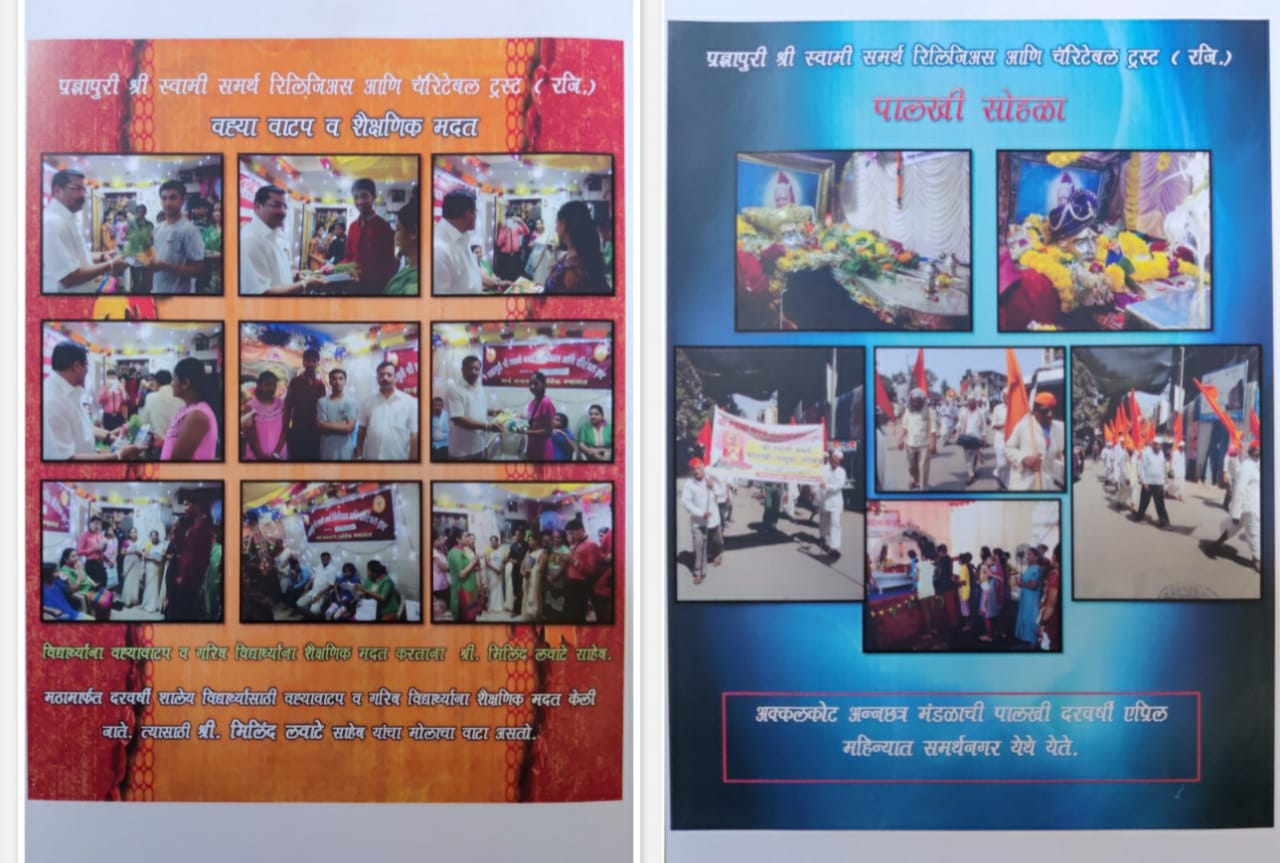 प्रज्ञापुरी श्री स्वामी समर्थ रिलिजिअस आणि चॅरिटेबल ट्रस्ट ( रजि.)
वह्या वाटप व शैक्षणिक मदत
विद्यार्थ्यांना वह्यावाटप व गरिब विद्यार्थ्यांना शैक्षणिक मदत करताना श्री. मिलिंद लवाटे साहेब.
मठामार्फत दरवर्षी शालेय विद्यार्थ्यांसाठी वह्यावाटप व गरिब विद्यार्थ्यांना शैक्षणिक मदत केली
जाते. त्यासाठी श्री. मिलिंद लवाटे साहेब यांचा मोलाचा वाटा असतो.
प्रज्ञापुरी श्री स्वामी समर्थ रिलिजिअस आणि चॅरिटेबल ट्रस्ट ( रजि.)
पालखी सोहळा
अक्कलकोट अन्नछत्र मंडळाची पालखी दरवर्षी एप्रिल
महिन्यात समर्थनगर येथे येते.